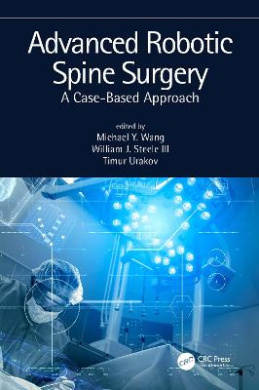 Advanced Robotic
Spine Surgery
A Case-Based Approach
edited by
Michael Y. Wang
William J. Steele III
Timur Urakov
CRC Press